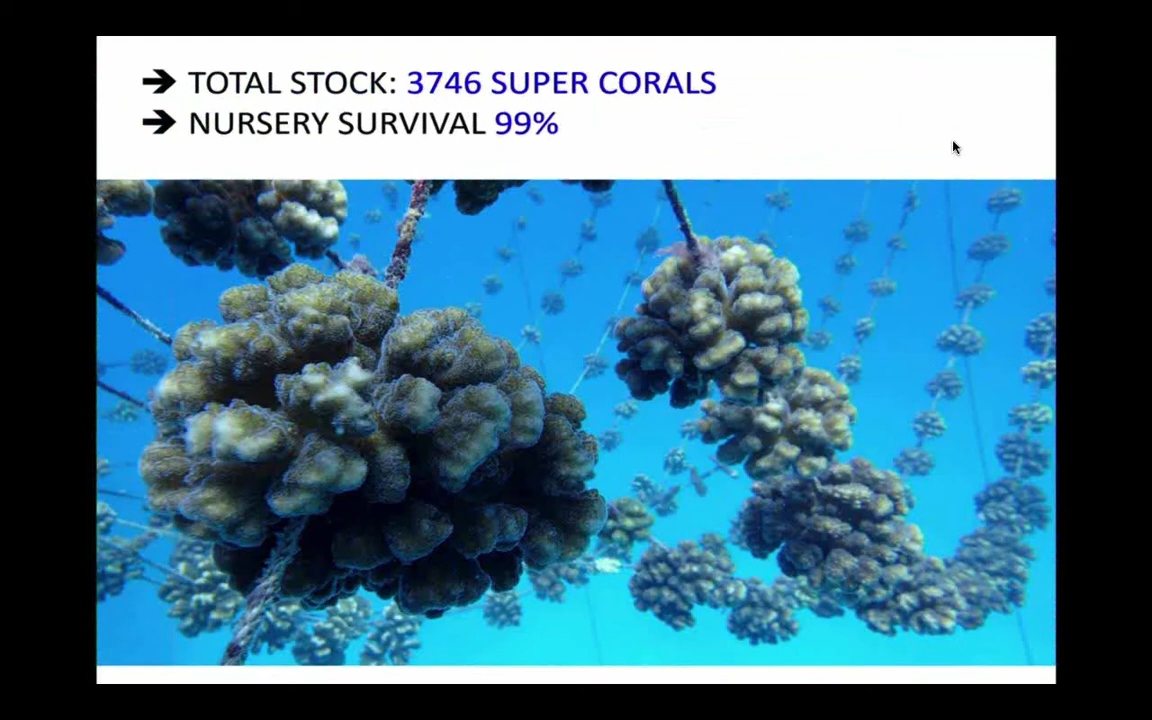 ➔ TOTAL STOCK: 3746 SUPER CORALS
➔ NURSERY SURVIVAL 99%